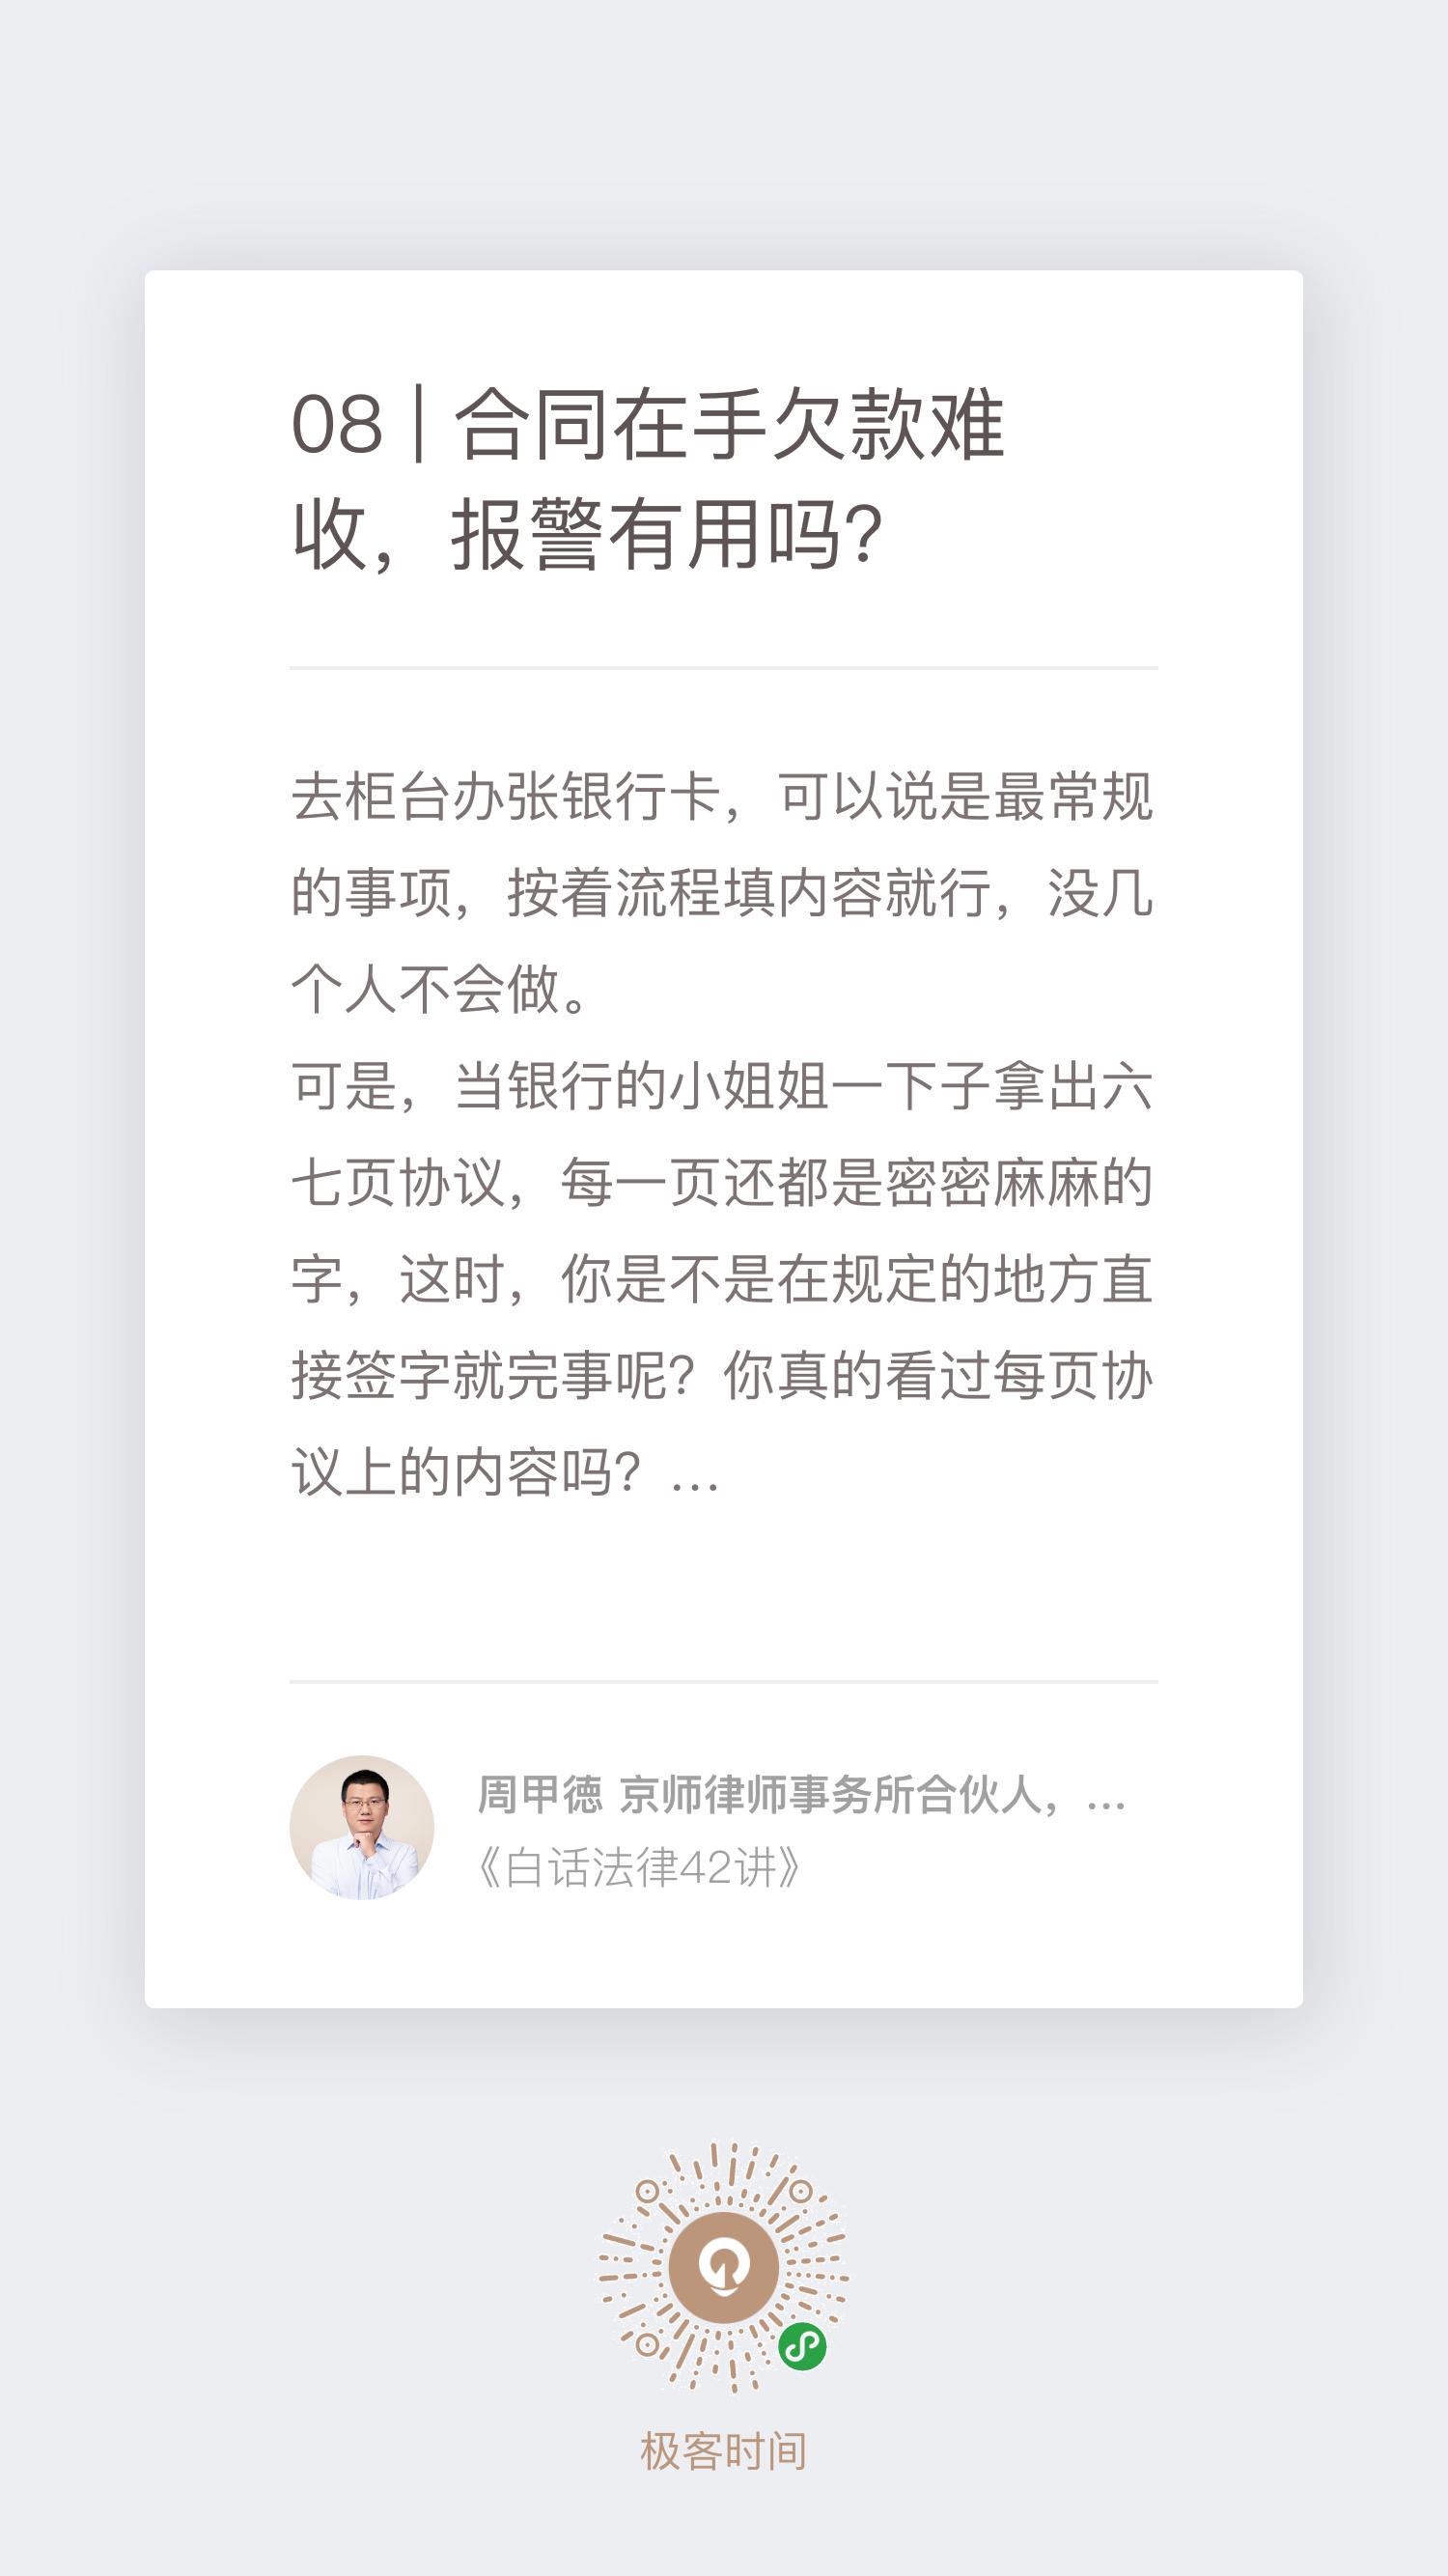 08 | 合同在手欠款难
收，报警有用吗?
去柜台办张银行卡，可以说是最常规
的事项，按着流程填内容就行，没几
个人不会做。
可是，当银行的小姐姐一下子拿出六
七页协议，每一页还都是密密麻麻的
字，这时，你是不是在规定的地方直
接签字就完事呢？你真的看过每页协
议上的内容吗？...
周甲徳 京师律师事务所合伙人，...
《白话法律42讲》
极客时间